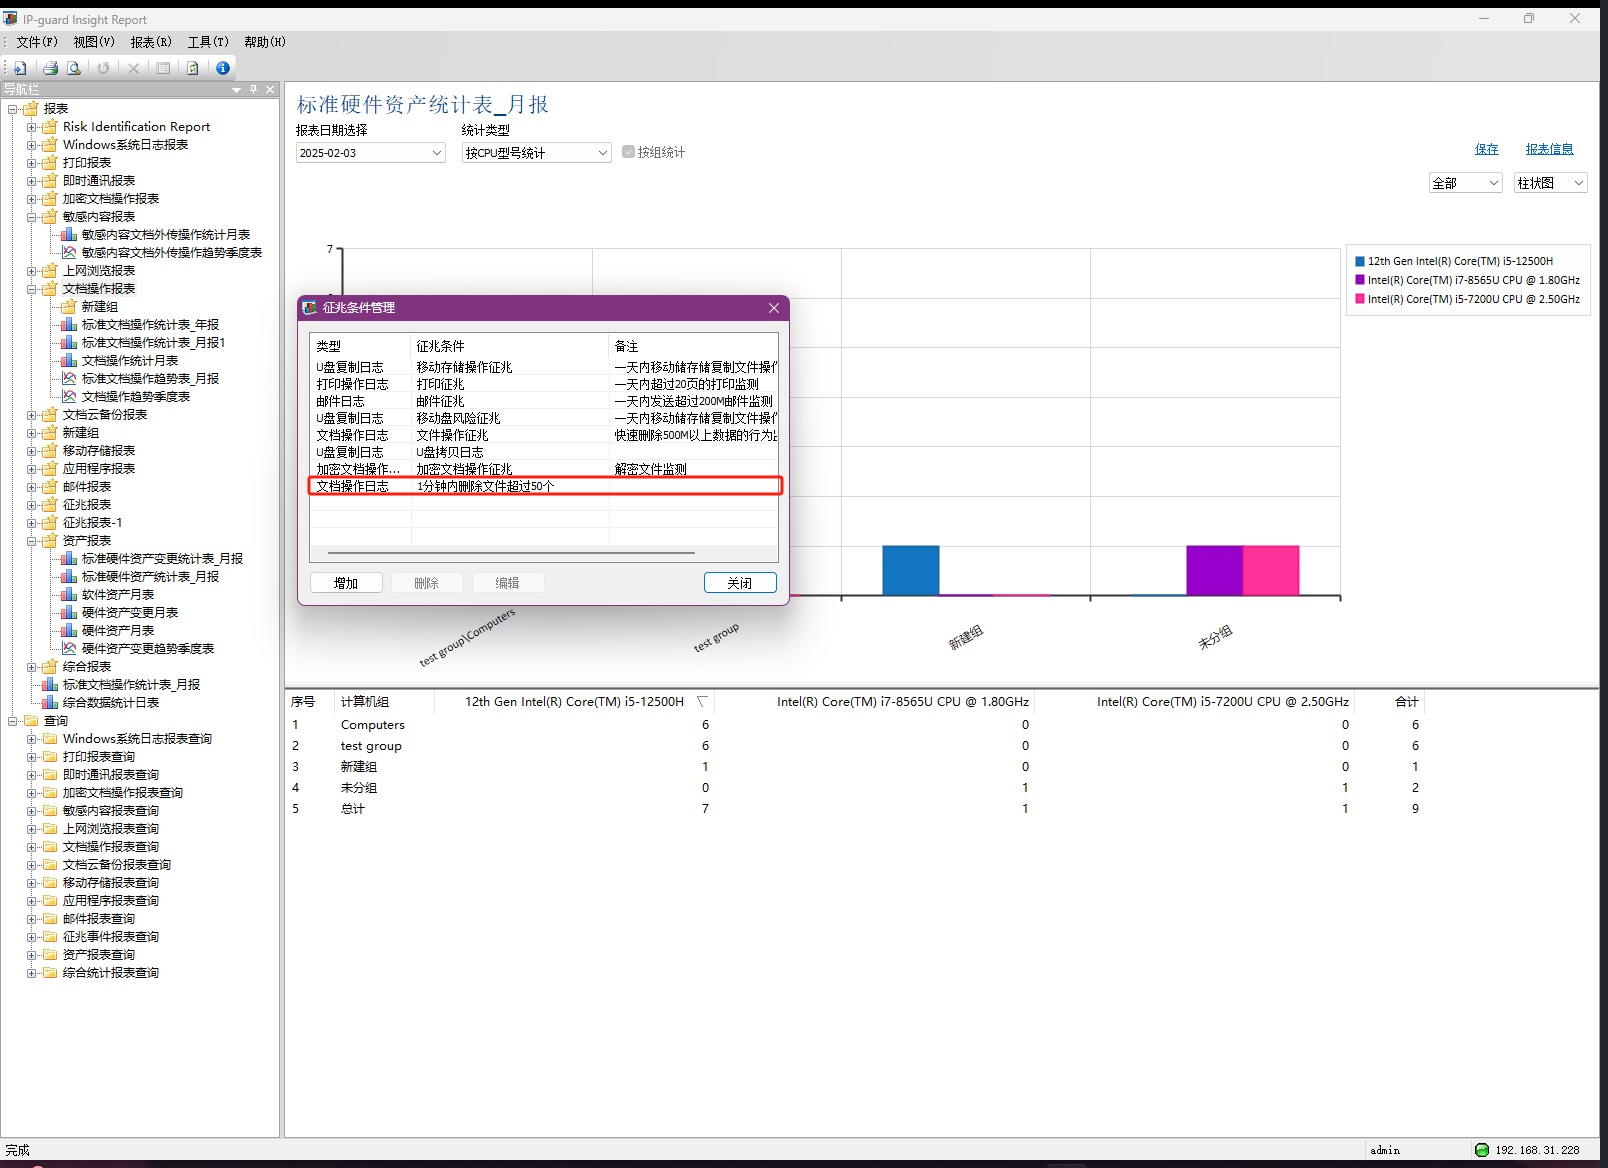 IP-guard Insight Report
文件(F) 视图(V) 报表(R) 工具(T) 帮助(H)
导航栏
报表
Risk Identification Report
Windows系统日志报表
打印报表
即时通讯报表
加密文档操作报表
敏感内容报表
敏感内容文档外传操作统计月表
敏感内容文档外传操作趋势季度表
上网浏览报表
文档操作报表
新建组
标准文档操作统计表_年报
标准文档操作统计表_月报1
文档操作统计月表
标准文档操作趋势表_月报
文档操作趋势季度表
文档云备份报表
新建组
移动存储报表
应用程序报表
邮件报表
征兆报表
征兆报表-1
资产报表
标准硬件资产变更统计表_月报
标准硬件资产统计表_月报
软件资产月表
硬件资产变更月表
硬件资产月表
硬件资产变更趋势季度表
综合报表
标准文档操作统计表_月报
综合数据统计日表
查询
Windows系统日志报表查询
打印报表查询
即时通讯报表查询
加密文档操作报表查询
敏感内容报表查询
上网浏览报表查询
文档操作报表查询
文档云备份报表查询
移动存储报表查询
应用程序报表查询
邮件报表查询
征兆事件报表查询
资产报表查询
综合统计报表查询
标准硬件资产统计表_月报
报表日期选择 统计类型
2025-02-03 按CPU型号统计 按组统计
保存 报表信息
全部 柱状图
7
12th Gen Intel(R) Core(TM) i5-12500H
Intel(R) Core(TM) i7-8565U CPU @ 1.80GHz
Intel(R) Core(TM) i5-7200U CPU @ 2.50GHz
征兆条件管理
类型 征兆条件 备注
U盘复制日志 移动存储操作征兆 一天内移动储存储复制文件操作
打印操作日志 打印征兆 一天内超过20页的打印监测
邮件日志 邮件征兆 一天内发送超过200M邮件监测
U盘复制日志 移动盘风险征兆 一天内移动储存储复制文件操作
文档操作日志 文件操作征兆 快速删除500M以上数据的行为
U盘复制日志 U盘拷贝日志
加密文档操作... 加密文档操作征兆 解密文件监测
文档操作日志 1分钟内删除文件超过50个
增加 删除 编辑 关闭
test group\Computers test group 新建组 未分组
序号 计算机组 12th Gen Intel(R) Core(TM) i5-12500H Intel(R) Core(TM) i7-8565U CPU @ 1.80GHz Intel(R) Core(TM) i5-7200U CPU @ 2.50GHz 合计
1 Computers 6 0 0 6
2 test group 6 0 0 6
3 新建组 1 0 0 1
4 未分组 0 1 1 2
5 总计 7 1 1 9
完成 admin 192.168.31.228